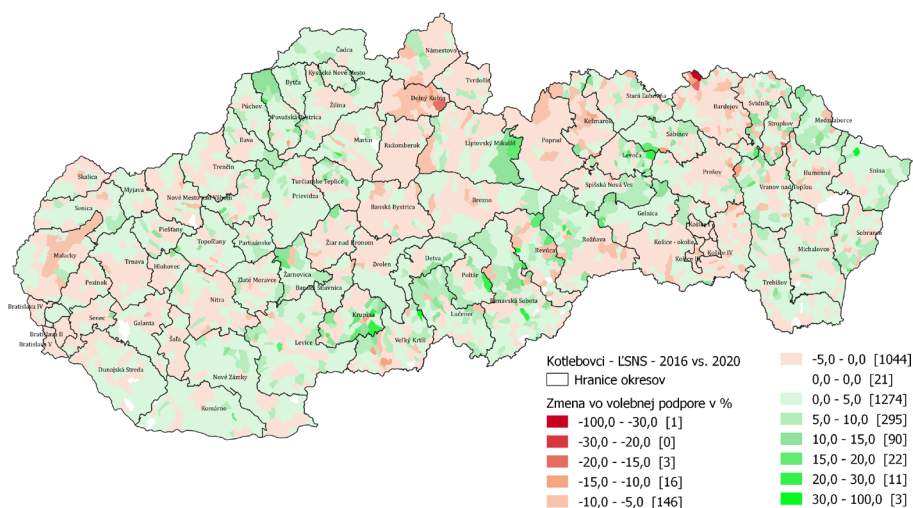 Čadca
Námestovo
Kysucké Nové Mesto
Bytča
Tvrdošín
Dolný Kubín
Stará Ľubovňa
Svidník
Púchov
Žilina
Kežmarok
Bardejov
Považská Bystrica
Stropkov
Medzilaborce
Sabinov
Ilava
Martin
Ružomberok
Liptovský Mikuláš
Poprad
Levoča
Trenčín
Prešov
Humenné
Snina
Skalica
Turčianske Teplice
Spišská Nová Ves
Vranov nad Topľou
Myjava
Nové Mesto nad Váhom
Prievidza
Senica
Banská Bystrica
Brezno
Gelnica
Piešťany
Košice I
Sobrance
Topoľčany
Partizánske
Žiar nad Hronom
Revúca
Rožňava
Košice - okolie
Michalovce
Malacky
Trnava
Hlohovec
Zvolen
Detva
Košice II
Košice IV
Pezinok
Zlaté Moravce
Žarnovica
Poltár
Trebišov
Banská Štiavnica
Nitra
Rimavská Sobota
Bratislava IV
Senec
Galanta
Krupina
Lučenec
Bratislava II
Šaľa
Levice
Veľký Krtíš
Bratislava V
Dunajská Streda
Nové Zámky
Komárno
Kotlebovci - ĽSNS - 2016 vs. 2020
Hranice okresov
Zmena vo volebnej podpore v %
-100,0 - -30,0 [1]
-30,0 - -20,0 [0]
-20,0 - -15,0 [3]
-15,0 - -10,0 [16]
-10,0 - -5,0 [146]
-5,0 - 0,0 [1044]
0,0 - 0,0 [21]
0,0 - 5,0 [1274]
5,0 - 10,0 [295]
10,0 - 15,0 [90]
15,0 - 20,0 [22]
20,0 - 30,0 [11]
30,0 - 100,0 [3]